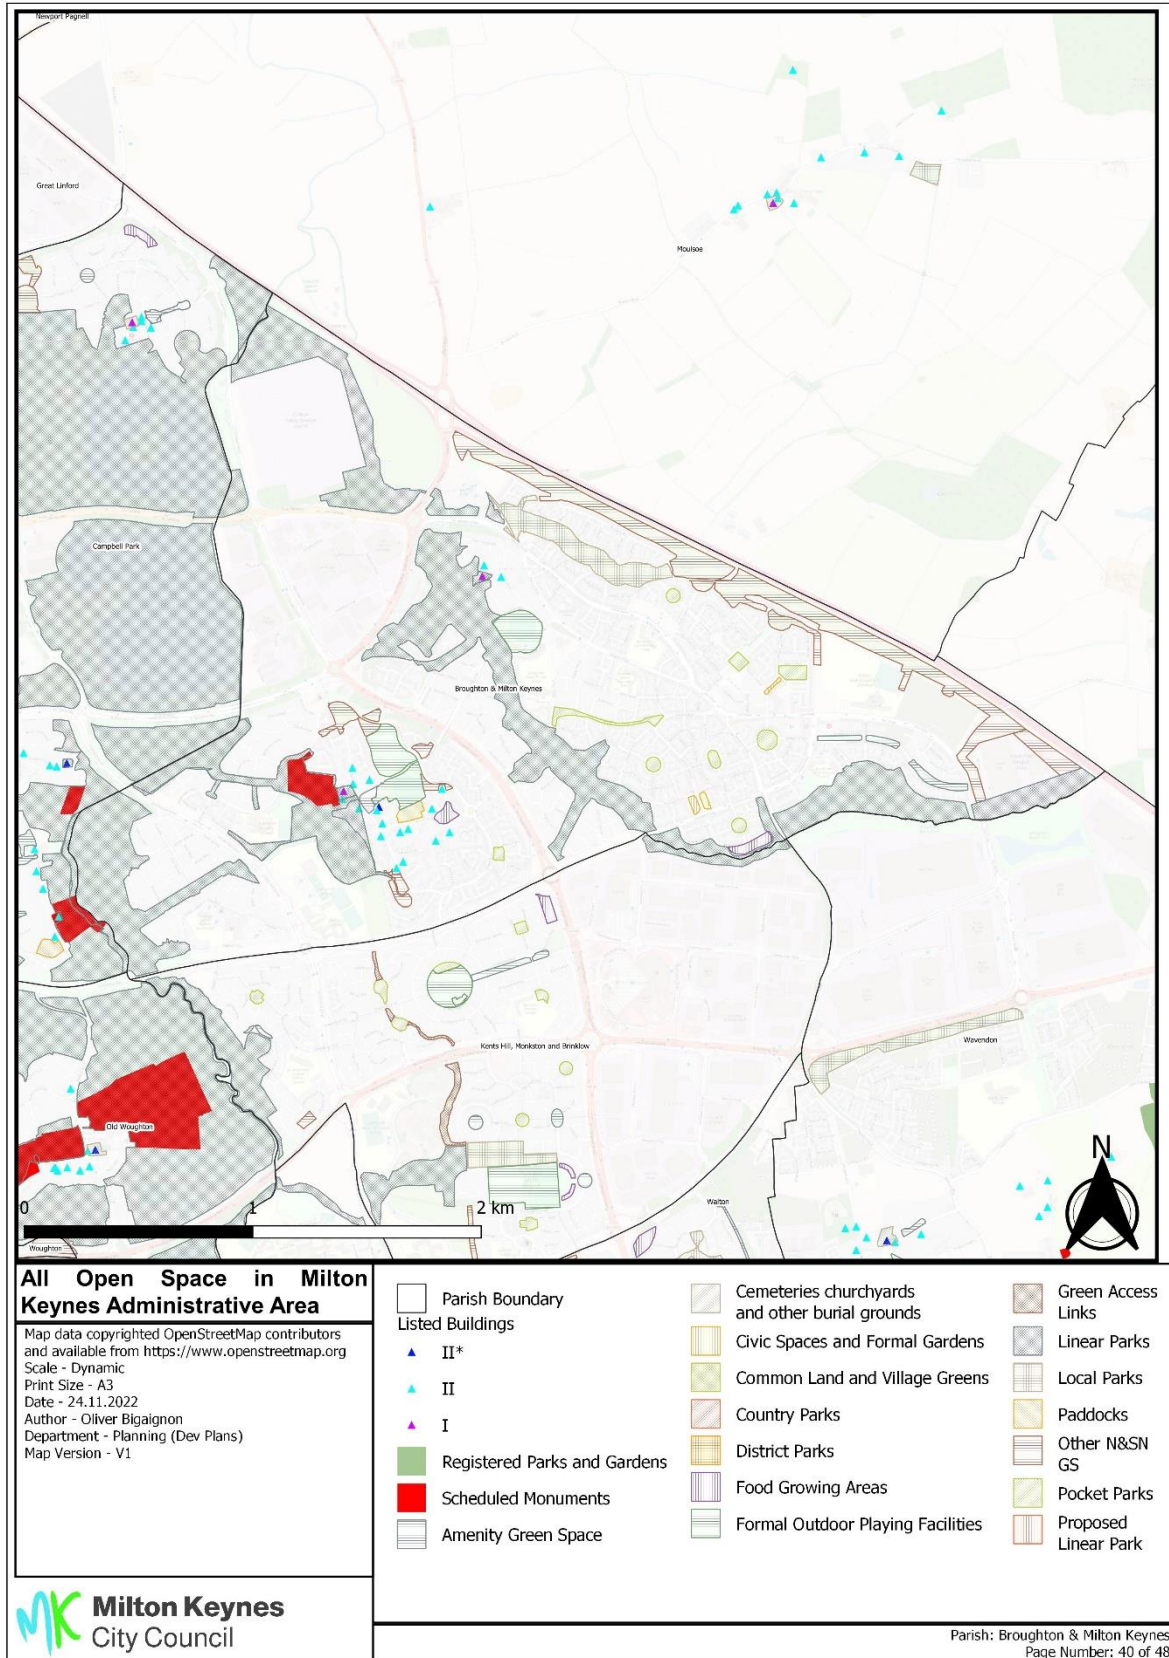 Newport Pagnell
Great Linford
Moulsoe
Campbell Park
Broughton & Milton Keynes
Kents Hill, Monkston and Brinklow
Wavendon
Old Woughton
Walton
Woughton
N
0 1 2 km
All Open Space in Milton
Keynes Administrative Area
Map data copyrighted OpenStreetMap contributors
and available from https://www.openstreetmap.org
Scale - Dynamic
Print Size - A3
Date - 24.11.2022
Author - Oliver Bigaignon
Department - Planning (Dev Plans)
Map Version - V1
MK Milton Keynes
City Council
Parish Boundary
Listed Buildings
II*
II
I
Registered Parks and Gardens
Scheduled Monuments
Amenity Green Space
Cemeteries churchyards
and other burial grounds
Civic Spaces and Formal Gardens
Common Land and Village Greens
Country Parks
District Parks
Food Growing Areas
Formal Outdoor Playing Facilities
Green Access
Links
Linear Parks
Local Parks
Paddocks
Other N&SN
GS
Pocket Parks
Proposed
Linear Park
Parish: Broughton & Milton Keynes
Page Number: 40 of 48